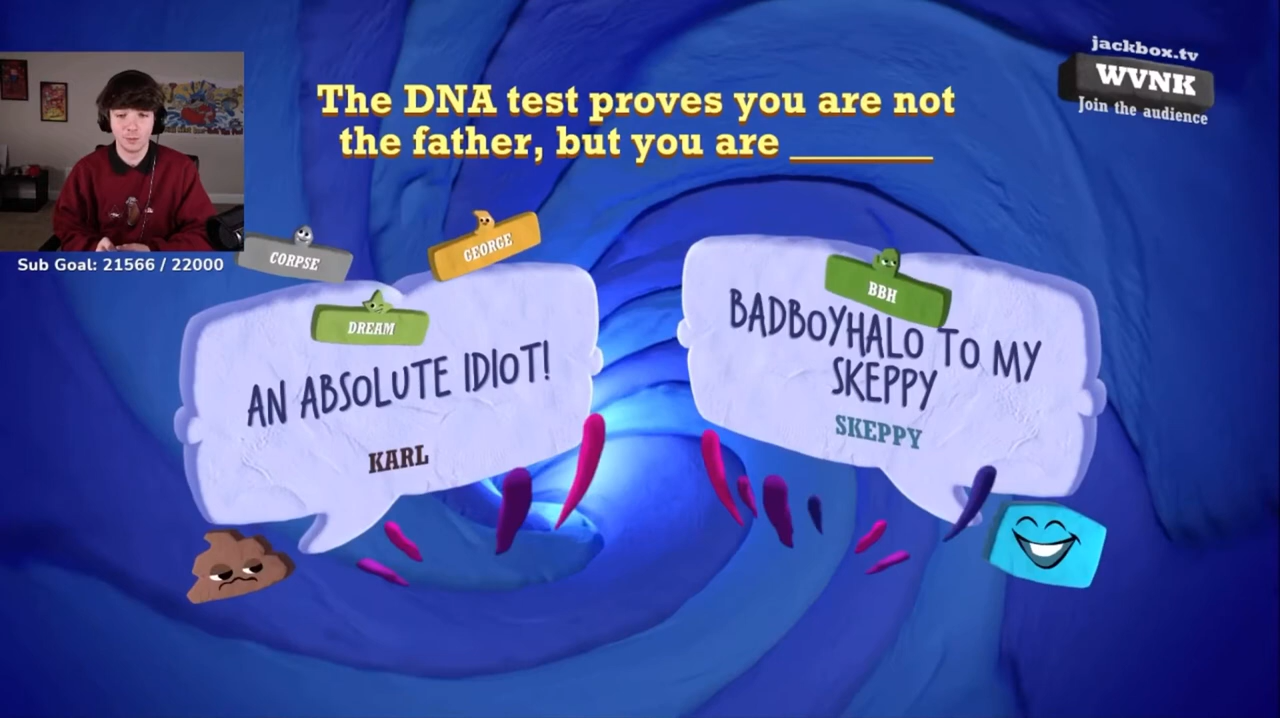 jackbox.tv
WVNK
Join the audience
The DNA test proves you are not
the father, but you are _______
Sub Goal: 21566 / 22000
CORPSE
GEORGE
DREAM
AN ABSOLUTE IDIOT!
KARL
BBH
BADBOYHALO TO MY
SKEPPY
SKEPPY